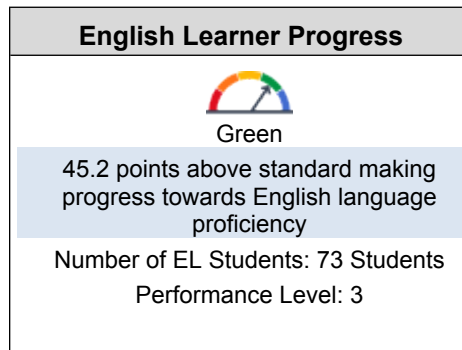 English Learner Progress
Green
45.2 points above standard making
progress towards English language
proficiency
Number of EL Students: 73 Students
Performance Level: 3